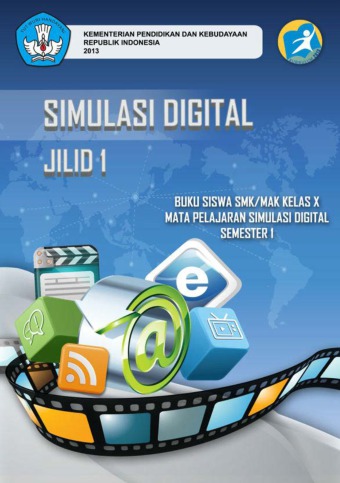 KEMENTERIAN PENDIDIKAN DAN KEBUDAYAAN
REPUBLIK INDONESIA
2013
SIMULASI DIGITAL
JILID 1
BUKU SISWA SMK/MAK KELAS X
MATA PELAJARAN SIMULASI DIGITAL
SEMESTER I